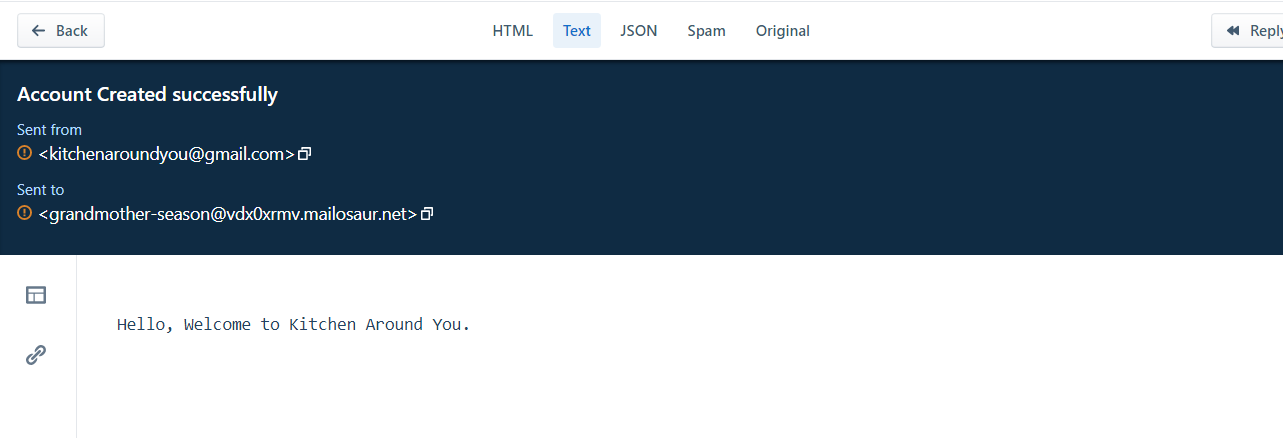 Back
HTML Text JSON Spam Original
Account Created successfully
Sent from
<kitchenaroundyou@gmail.com>
Sent to
<grandmother-season@vdx0xrmv.mailosaur.net>
Hello, Welcome to Kitchen Around You.